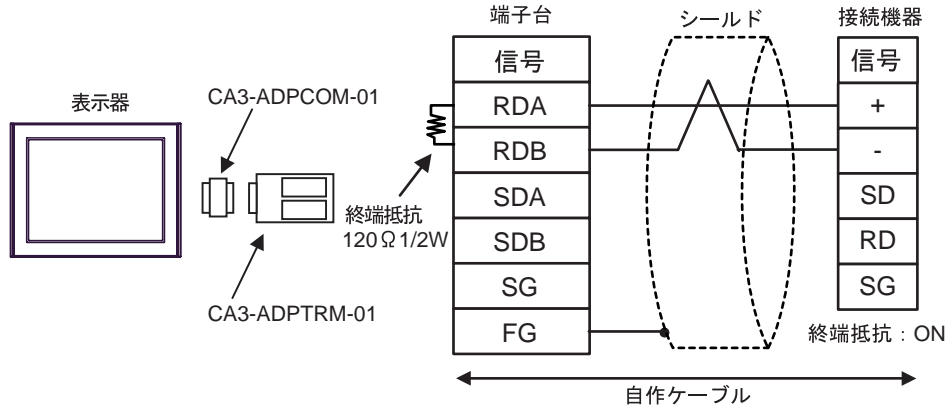 表示器
CA3-ADPCOM-01
CA3-ADPTRM-01
終端抵抗
120Ω1/2W
端子台
信号
RDA
RDB
SDA
SDB
SG
FG
シールド
接続機器
信号
+
-
SD
RD
SG
終端抵抗：ON
自作ケーブル